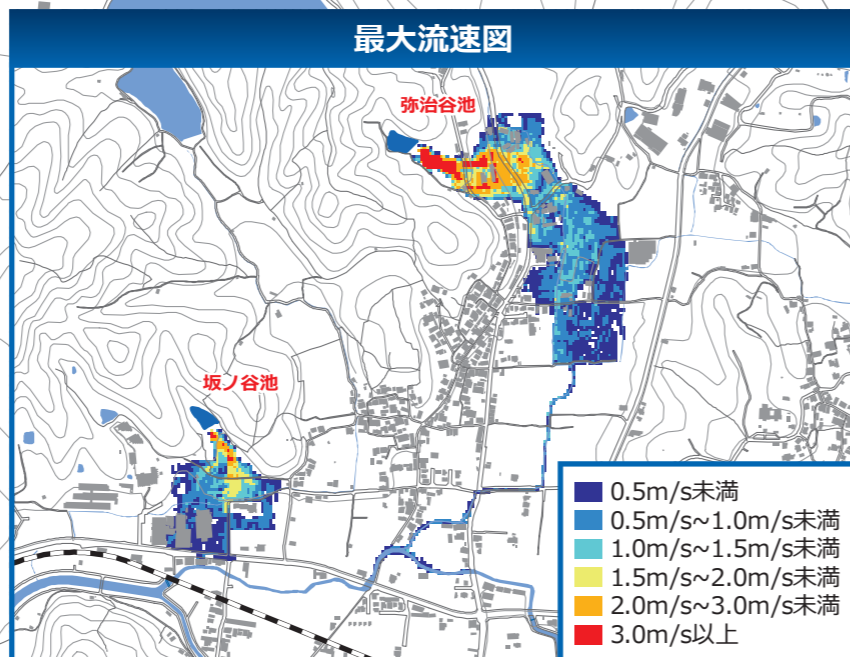 最大流速図
弥治谷池
坂ノ谷池
0.5m/s未満
0.5m/s~1.0m/s未満
1.0m/s~1.5m/s未満
1.5m/s~2.0m/s未満
2.0m/s~3.0m/s未満
3.0m/s以上